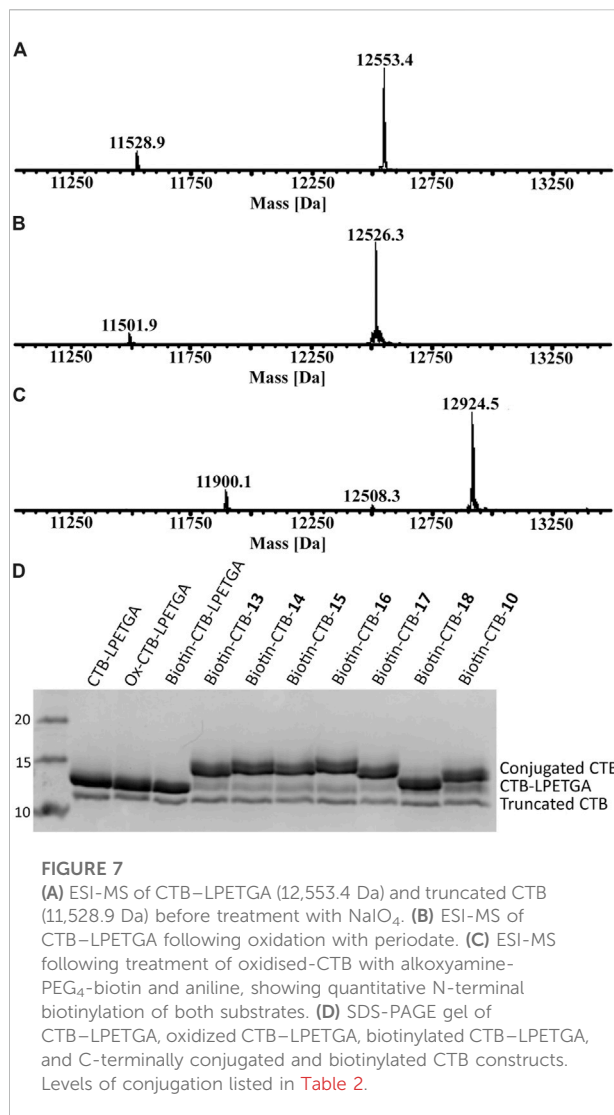 A
12553.4
11528.9
11250 11750 12250 12750 13250
Mass [Da]
B
12526.3
11501.9
11250 11750 12250 12750 13250
Mass [Da]
C
12924.5
11900.1
12508.3
11250 11750 12250 12750 13250
Mass [Da]
D
CTB-LPETGA
Ox-CTB-LPETGA
Biotin-CTB-LPETGA
Biotin-CTB-13
Biotin-CTB-14
Biotin-CTB-15
Biotin-CTB-16
Biotin-CTB-17
Biotin-CTB-18
Biotin-CTB-10
20
15
10
Conjugated CTB
CTB-LPETGA
Truncated CTB
FIGURE 7
(A) ESI-MS of CTB–LPETGA (12,553.4 Da) and truncated CTB
(11,528.9 Da) before treatment with NaIO₄. (B) ESI-MS of
CTB–LPETGA following oxidation with periodate. (C) ESI-MS
following treatment of oxidised-CTB with alkoxyamine-
PEG₄-biotin and aniline, showing quantitative N-terminal
biotinylation of both substrates. (D) SDS-PAGE gel of
CTB–LPETGA, oxidized CTB–LPETGA, biotinylated CTB–LPETGA,
and C-terminally conjugated and biotinylated CTB constructs.
Levels of conjugation listed in Table 2.